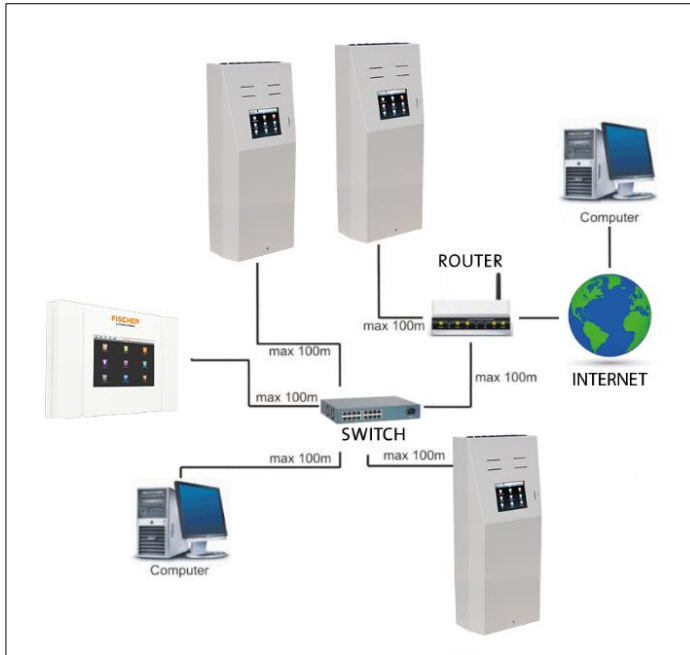 Computer
ROUTER
FISCHER
max 100m
max 100m
max 100m
INTERNET
max 100m
SWITCH
max 100m
max 100m
Computer